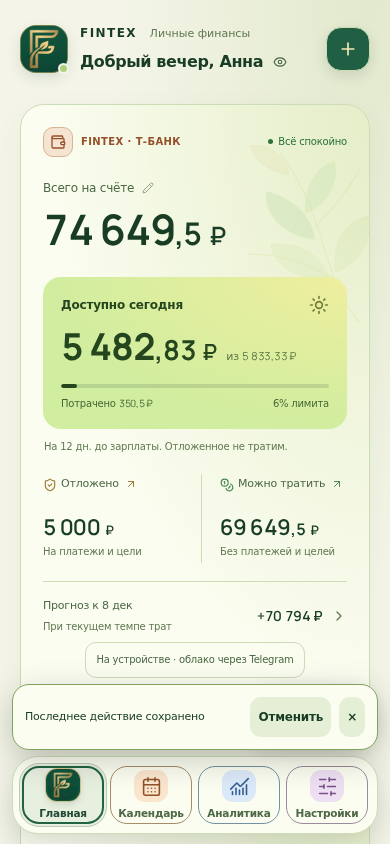 FINTEX Личные финансы
Добрый вечер, Анна
FINTEX · Т-БАНК
Всё спокойно
Всего на счёте
74 649,5 ₽
Доступно сегодня
5 482,83 ₽ из 5 833,33 ₽
Потрачено 350,5 ₽
6% лимита
На 12 дн. до зарплаты. Отложенное не тратим.
Отложено
5 000 ₽
На платежи и цели
Можно тратить
69 649,5 ₽
Без платежей и целей
Прогноз к 8 дек
При текущем темпе трат
+70 794 ₽
На устройстве · облако через Telegram
Последнее действие сохранено
Отменить
×
Главная
Календарь
Аналитика
Настройки